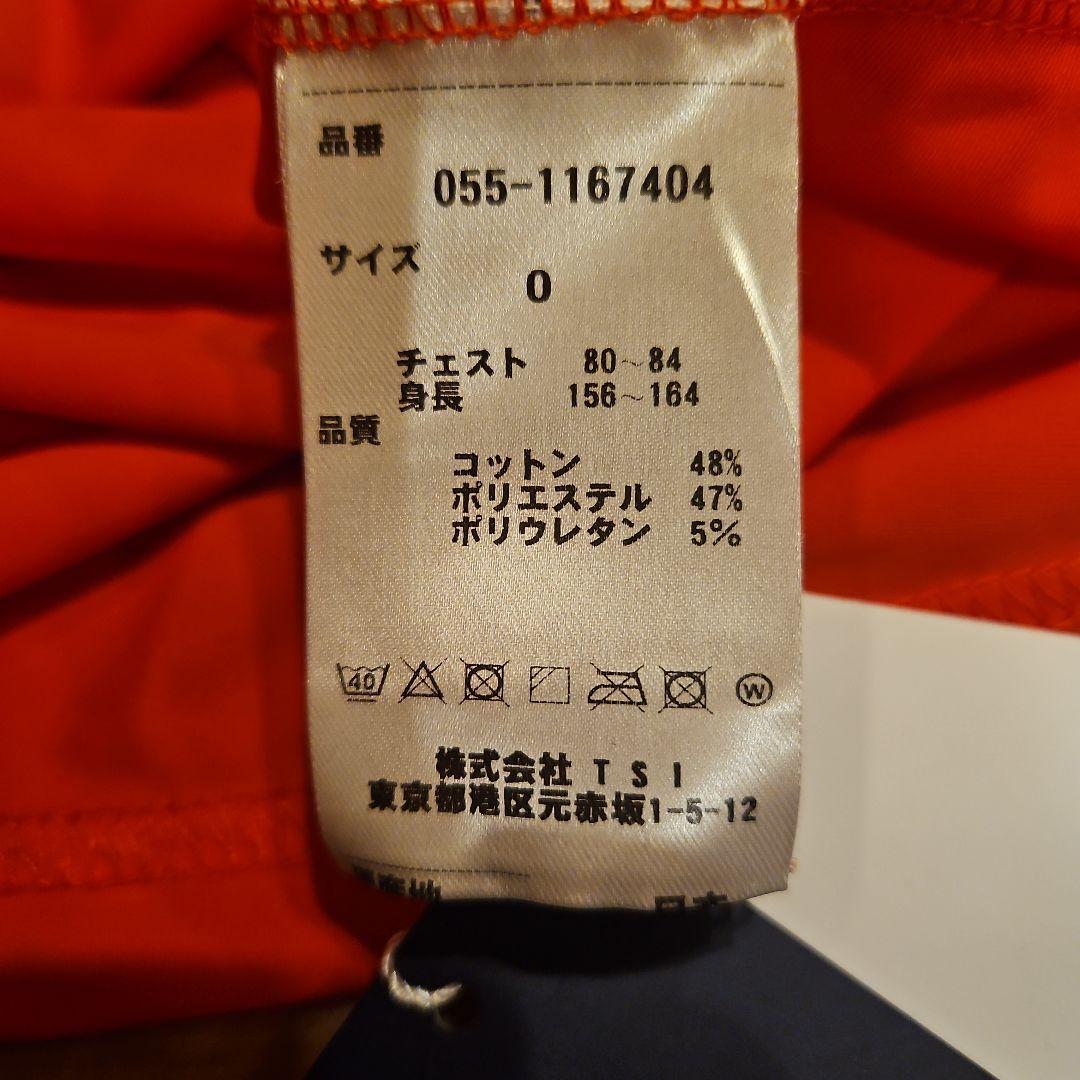 品番
055-1167404
サイズ
0
チェスト 80～84
身長 156～164
品質
コットン 48%
ポリエステル 47%
ポリウレタン 5%
40
W
株式会社 TSI
東京都港区元赤坂1-5-12